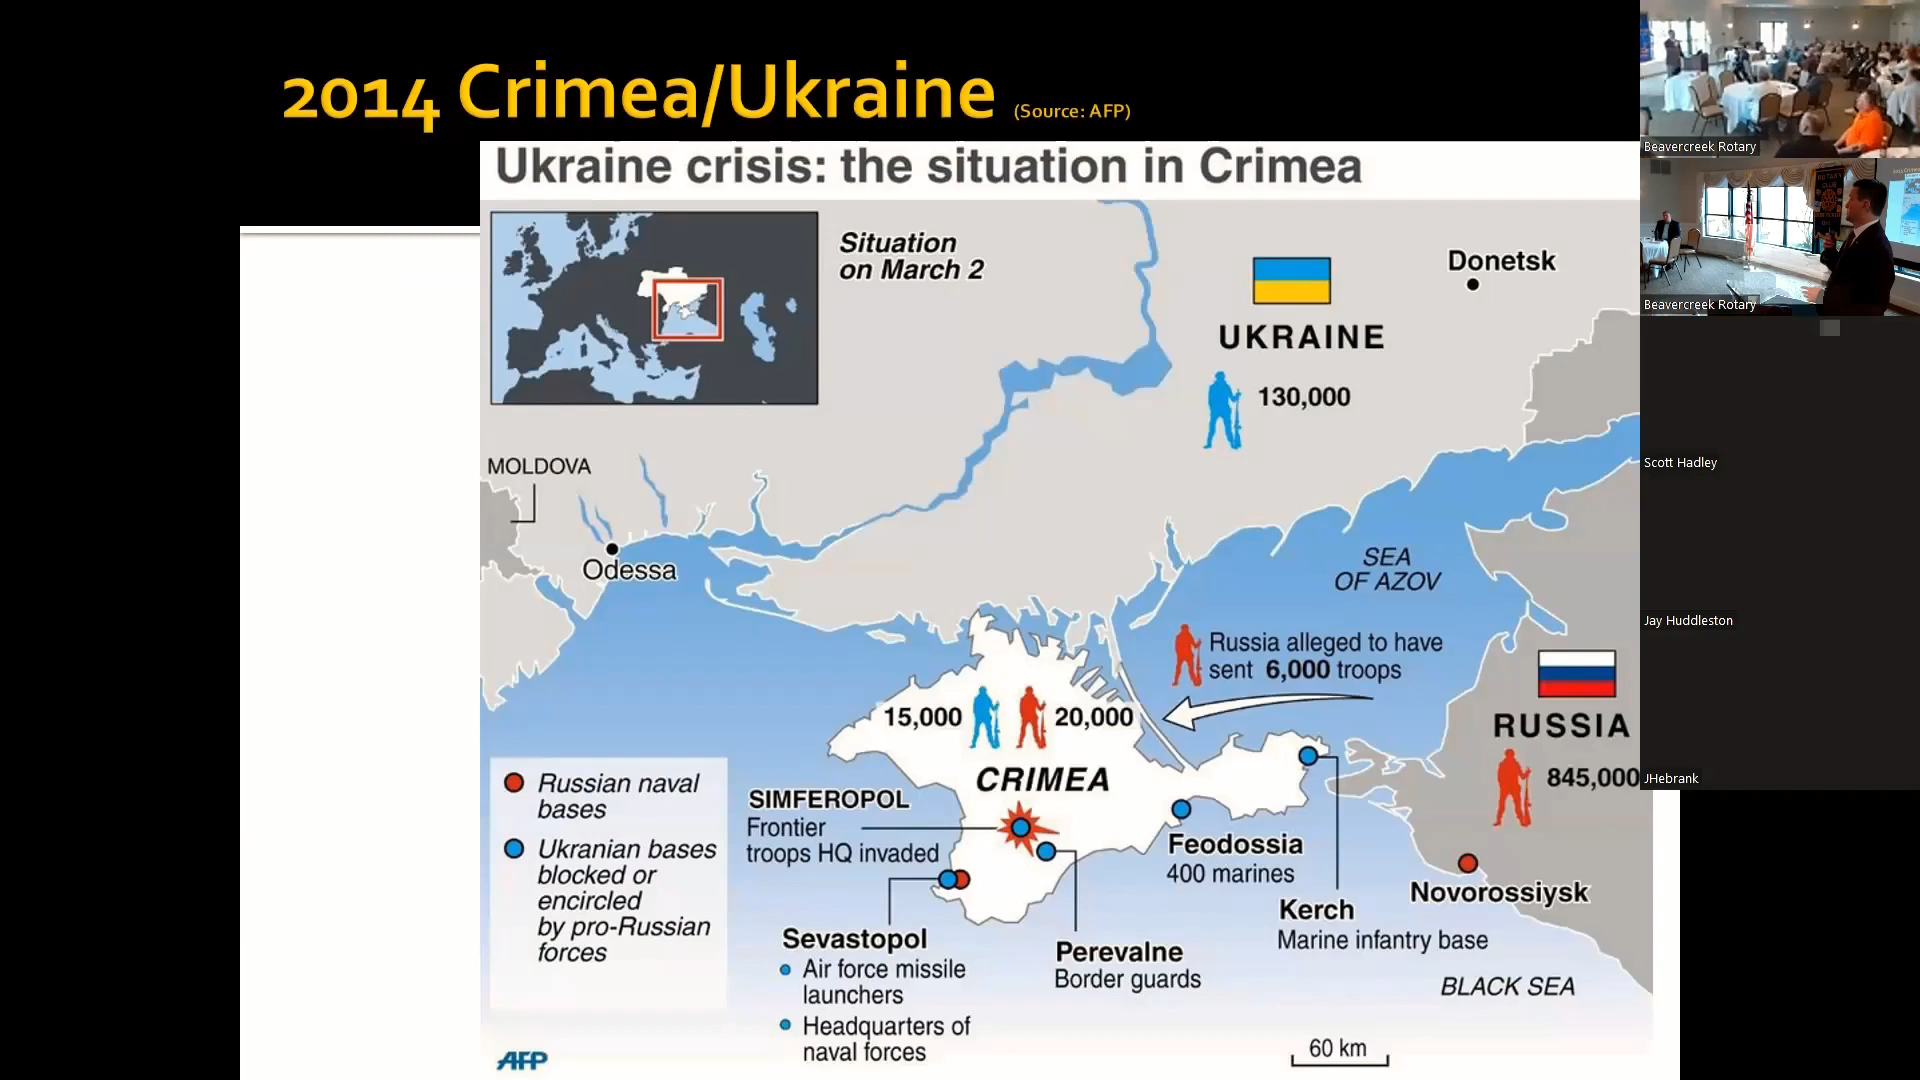 2014 Crimea/Ukraine (Source: AFP)
Ukraine crisis: the situation in Crimea
Situation
on March 2
Donetsk
UKRAINE
130,000
MOLDOVA
Odessa
SEA
OF AZOV
Russia alleged to have
sent 6,000 troops
RUSSIA
845,000
15,000
20,000
CRIMEA
Russian naval
bases
Ukranian bases
blocked or
encircled
by pro-Russian
forces
SIMFEROPOL
Frontier
troops HQ invaded
Sevastopol
Air force missile
launchers
Headquarters of
naval forces
Perevalne
Border guards
Feodossia
400 marines
Kerch
Marine infantry base
Novorossiysk
BLACK SEA
60 km
AFP
Beavercreek Rotary
Beavercreek Rotary
Scott Hadley
Jay Huddleston
JHebrank